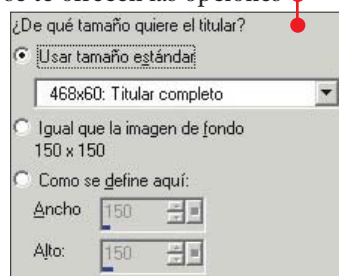 se te ofrecen las opciones
¿De qué tamaño quiere el titular?
Usar tamaño estándar
468x60: Titular completo
Igual que la imagen de fondo
150 x 150
Como se define aquí:
Ancho 150
Alto: 150